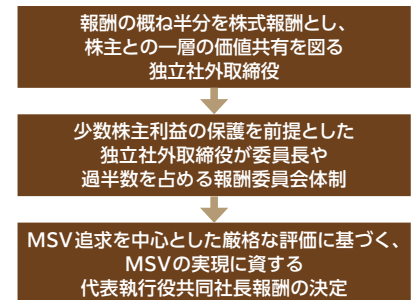 報酬の概ね半分を株式報酬とし、
株主との一層の価値共有を図る
独立社外取締役
少数株主利益の保護を前提とした
独立社外取締役が委員長や
過半数を占める報酬委員会体制
MSV追求を中心とした厳格な評価に基づく、
MSVの実現に資する
代表執行役共同社長報酬の決定